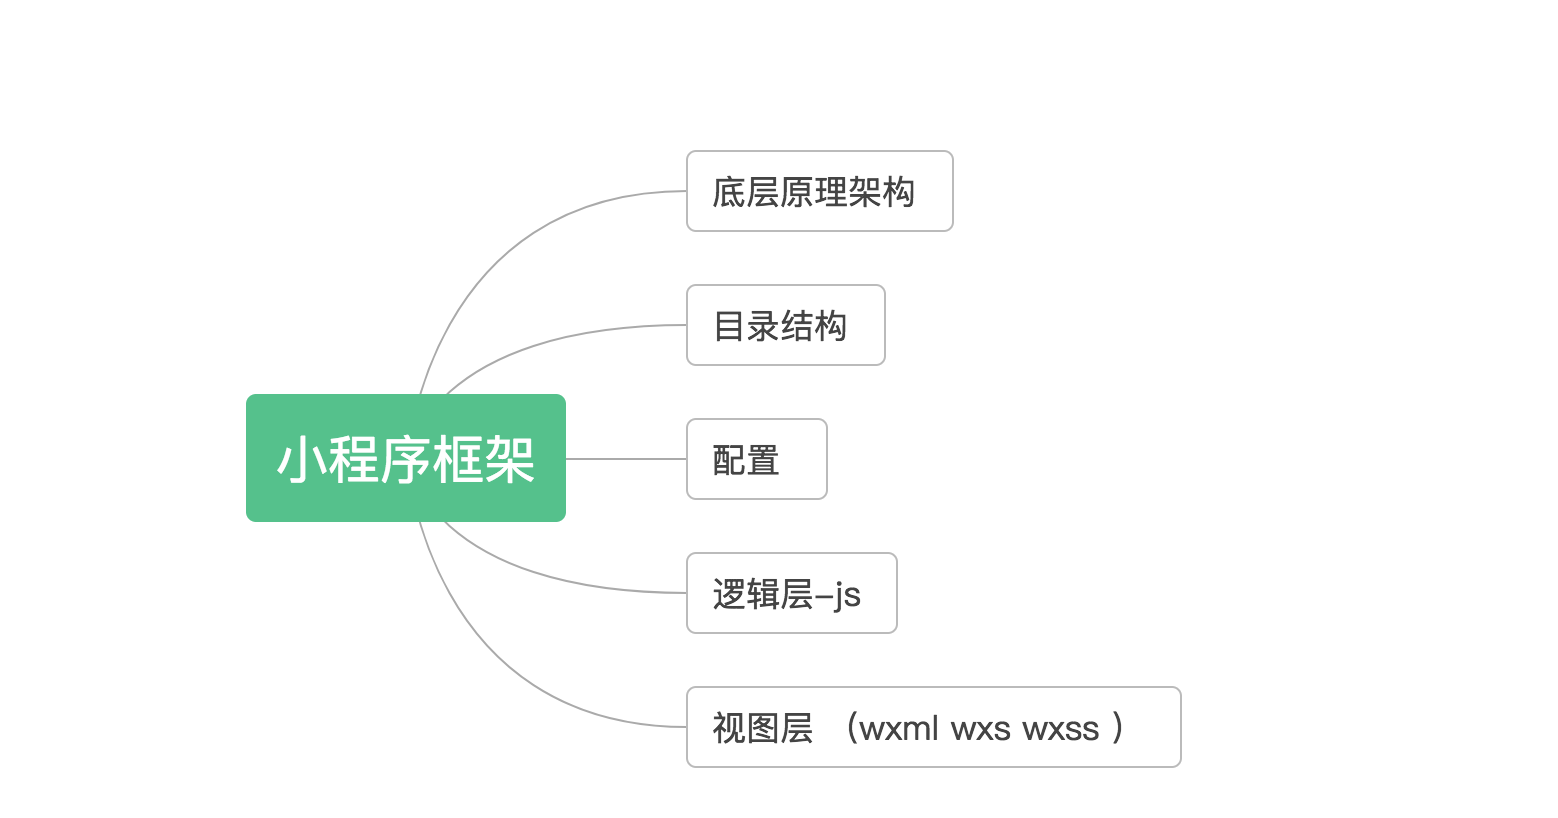 底层原理架构
目录结构
小程序框架
配置
逻辑层-js
视图层 （wxml wxs wxss ）